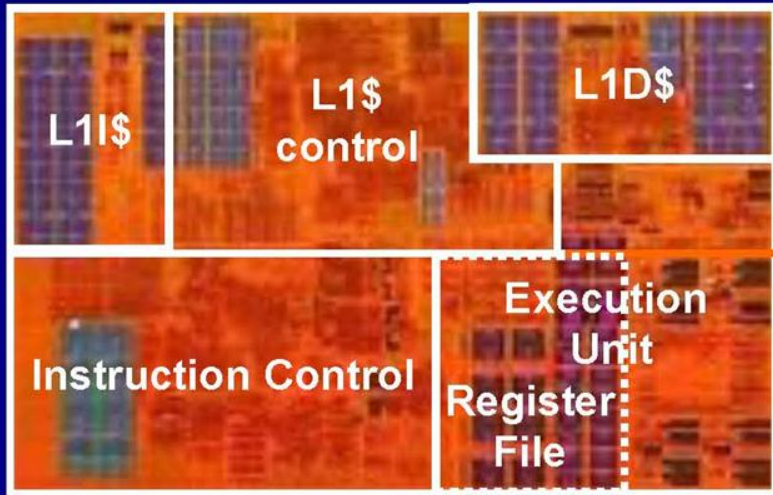 L1I$
L1$
control
L1D$
Instruction Control
Execution
Unit
Register
File